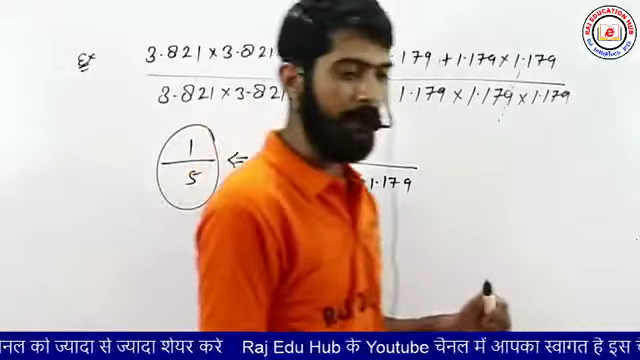 Ex 3.821 × 3.821 .179 + 1.179 × 1.179
3.821 × 3.821 1.179 × 1.179 × 1.179
1
5 ⇐ 1.179
RAJ EDUCATION HUB
नल को ज्यादा से ज्यादा शेयर करे Raj Edu Hub के Youtube चेनल में आपका स्वागत हे इस